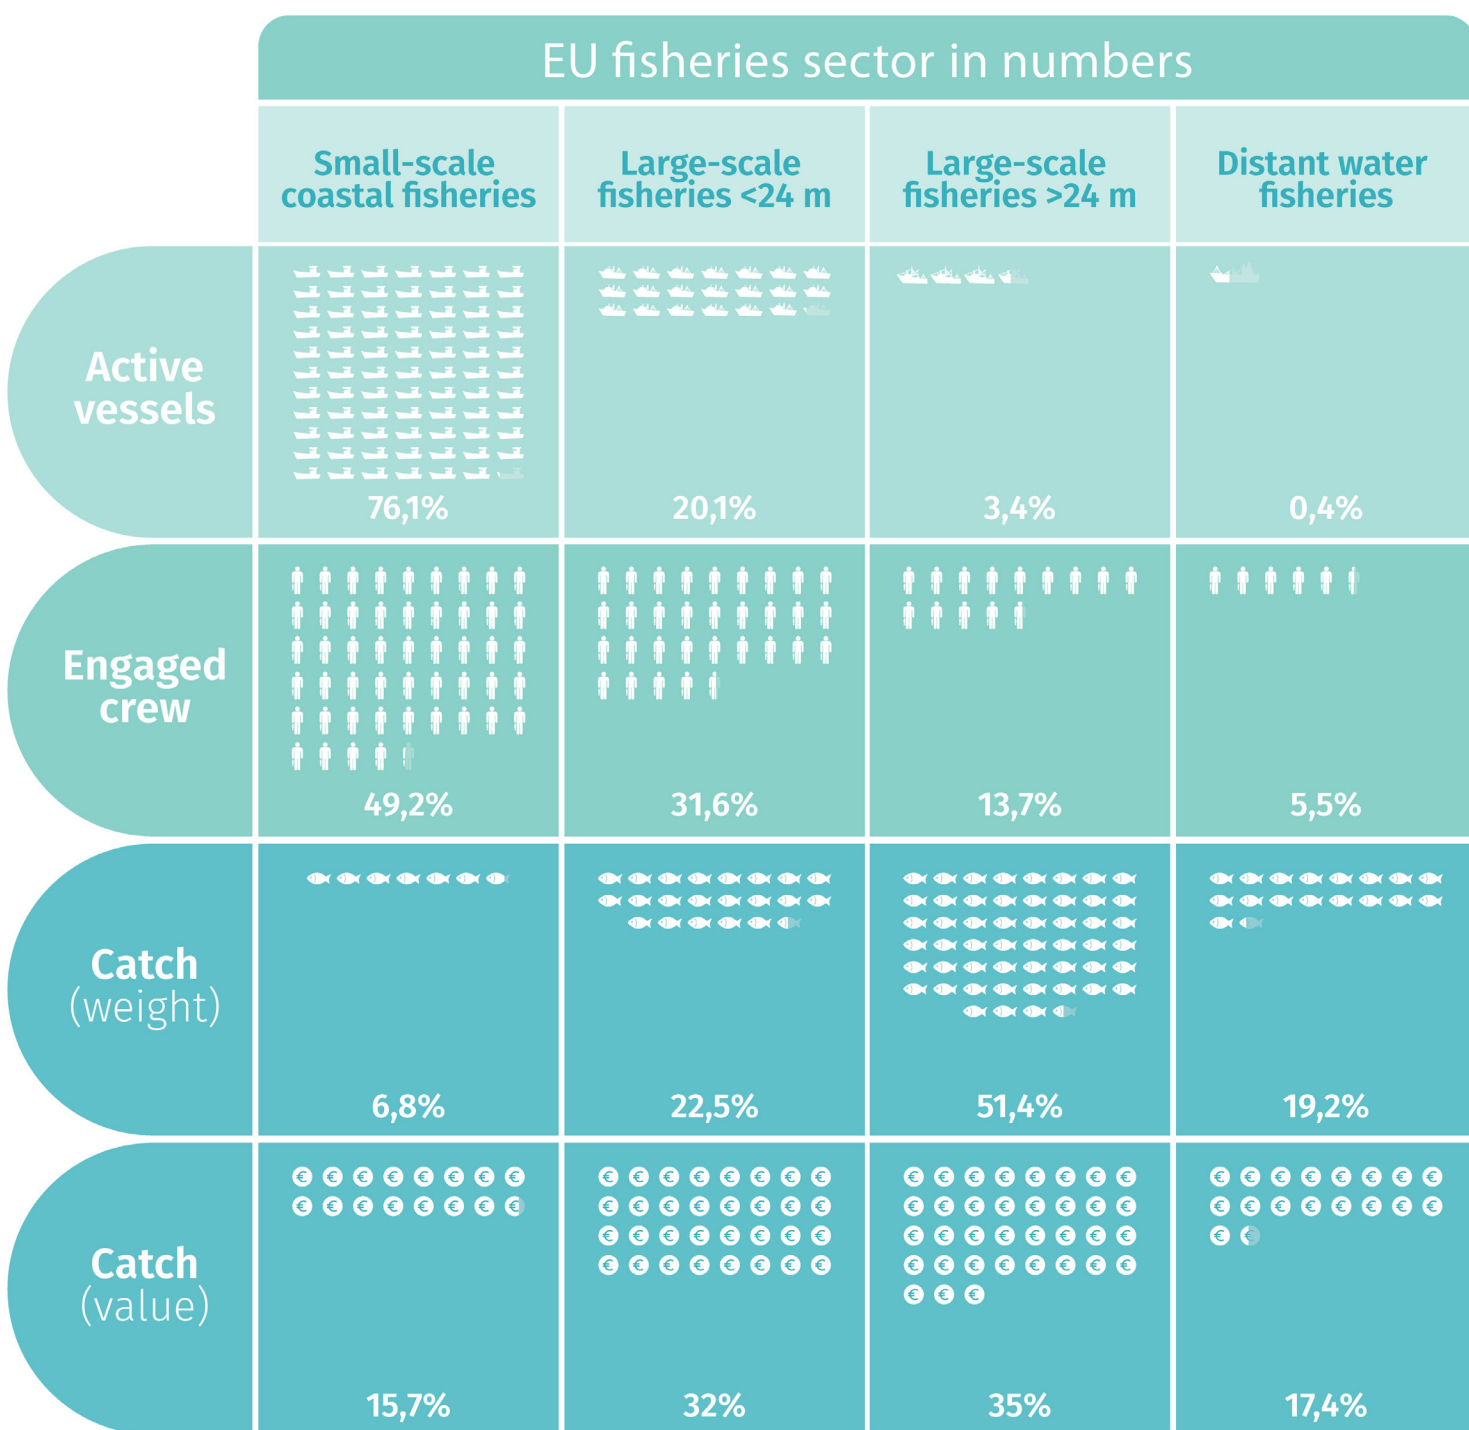 EU fisheries sector in numbers
Small-scale
coastal fisheries
Large-scale
fisheries <24 m
Large-scale
fisheries >24 m
Distant water
fisheries
Active
vessels
76,1%
20,1%
3,4%
0,4%
Engaged
crew
49,2%
31,6%
13,7%
5,5%
Catch
(weight)
6,8%
22,5%
51,4%
19,2%
Catch
(value)
15,7%
32%
35%
17,4%